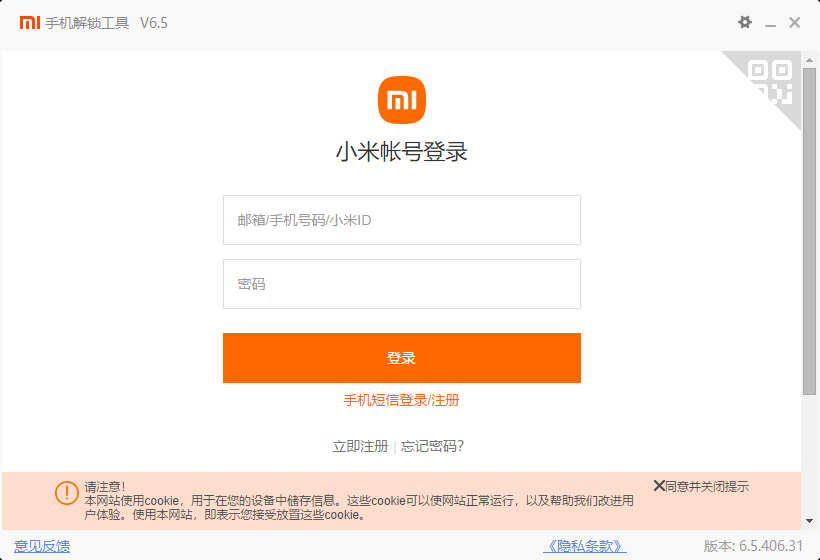 手机解锁工具 V6.5
小米帐号登录
邮箱/手机号码/小米ID
密码
登录
手机短信登录/注册
立即注册 | 忘记密码?
请注意!
本网站使用cookie，用于在您的设备中储存信息。这些cookie可以使网站正常运行，以及帮助我们改进用
户体验。使用本网站，即表示您接受放置这些cookie。
同意并关闭提示
意见反馈
《隐私条款》
版本: 6.5.406.31